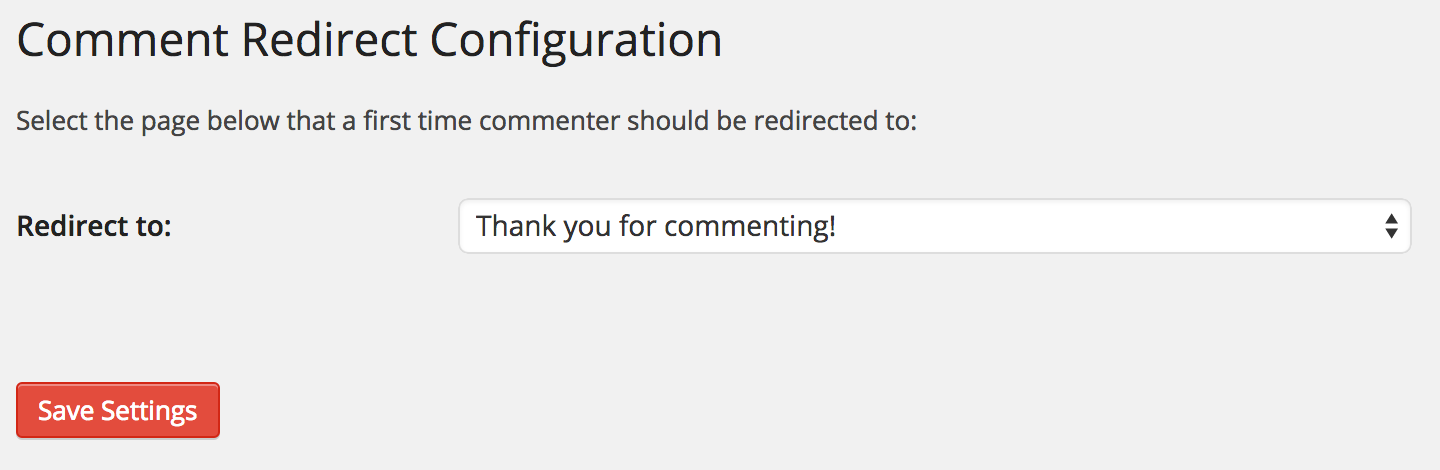 Comment Redirect Configuration
Select the page below that a first time commenter should be redirected to:
Redirect to:
Thank you for commenting!
Save Settings